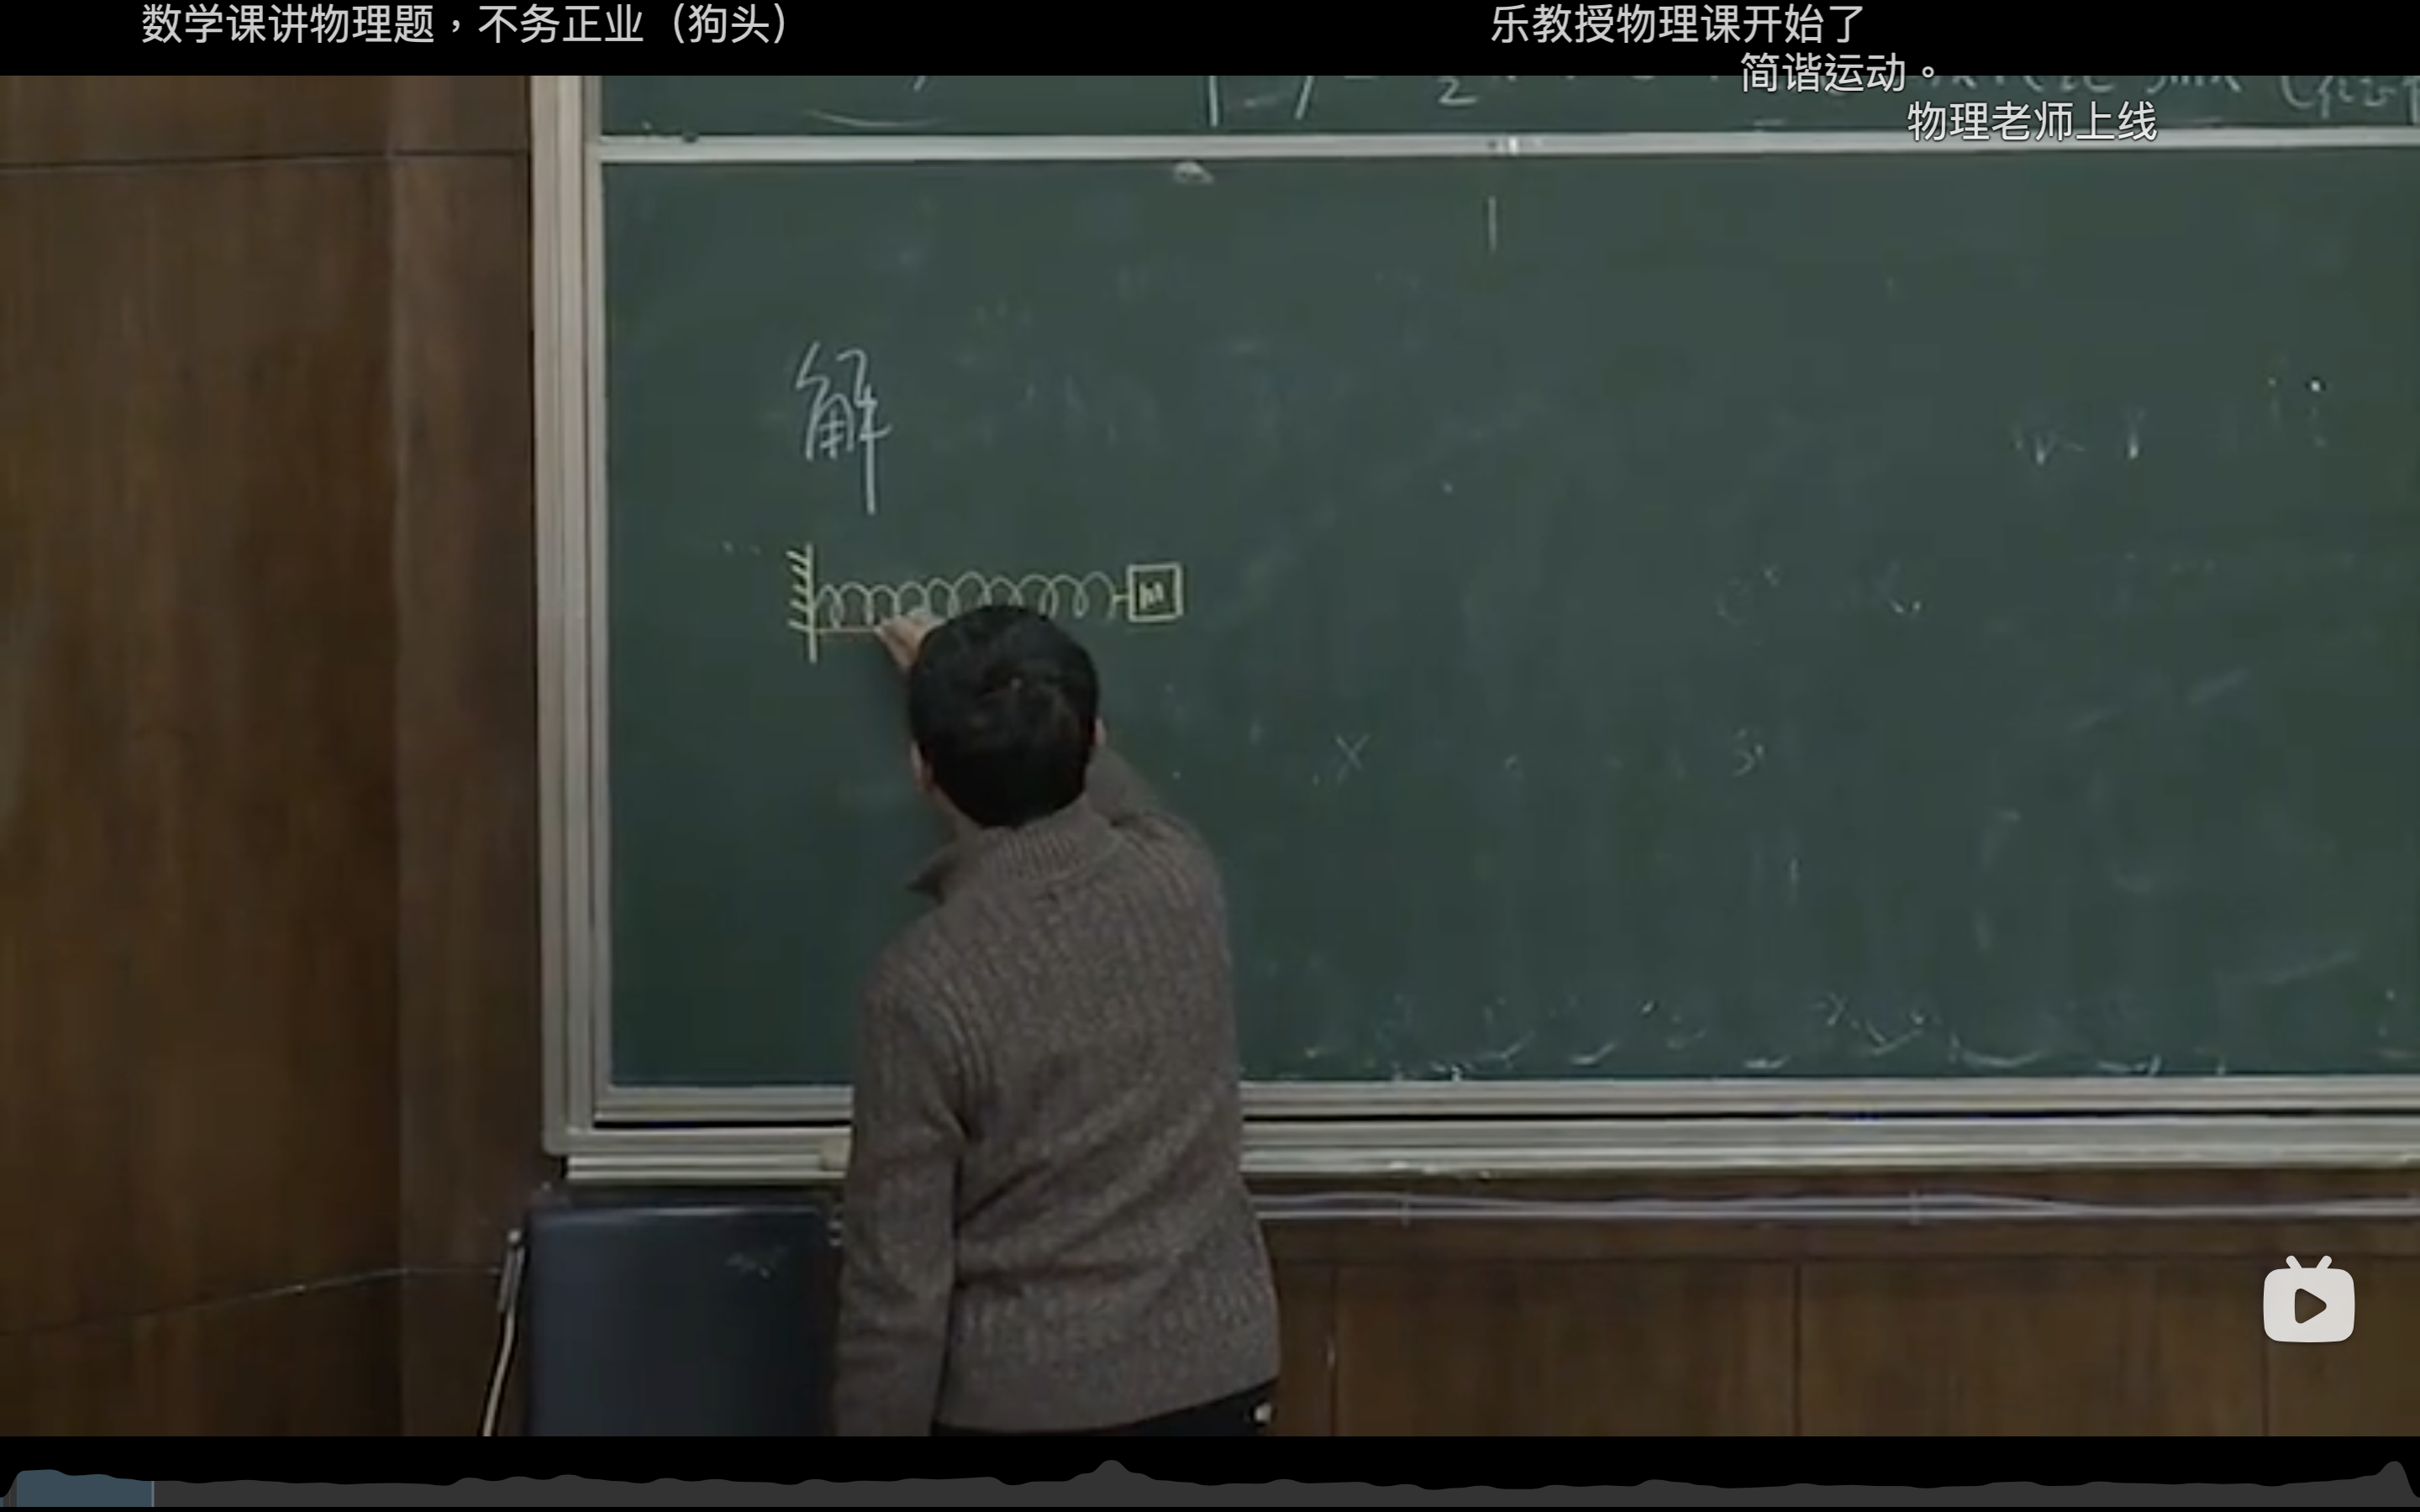 数学课讲物理题，不务正业（狗头）
乐教授物理课开始了
简谐运动。
物理老师上线
解
M